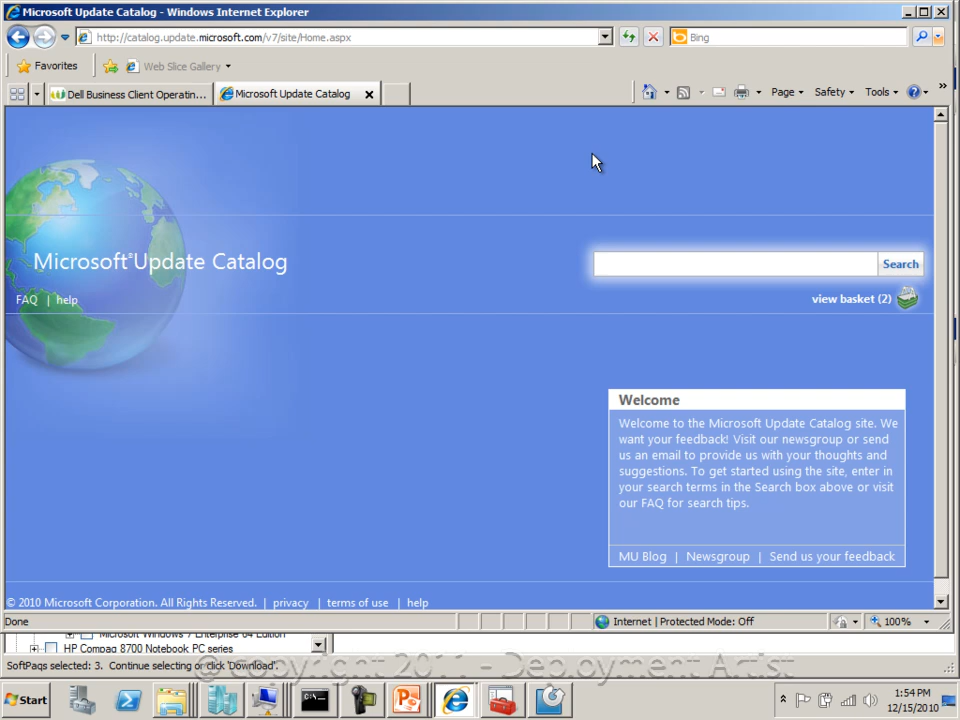 Microsoft Update Catalog - Windows Internet Explorer
http://catalog.update.microsoft.com/v7/site/Home.aspx
Bing
Favorites
Web Slice Gallery
Dell Business Client Operatin...
Microsoft Update Catalog
Page
Safety
Tools
»
Microsoft Update Catalog
Search
FAQ | help
view basket (2)
Welcome
Welcome to the Microsoft Update Catalog site. We
want your feedback! Visit our newsgroup or send
us an email to provide us with your thoughts and
suggestions. To get started using the site, enter in
your search terms in the Search box above or visit
our FAQ for search tips.
MU Blog | Newsgroup | Send us your feedback
© 2010 Microsoft Corporation. All Rights Reserved. | privacy | terms of use | help
Done
Internet | Protected Mode: Off
100%
Microsoft Windows 7 Enterprise 64 Edition
HP Compaq 8700 Notebook PC series
SoftPaqs selected: 3. Continue selecting or click 'Download'.
@copyright 2011 - Deployment Artist
Start
1:54 PM
12/15/2010